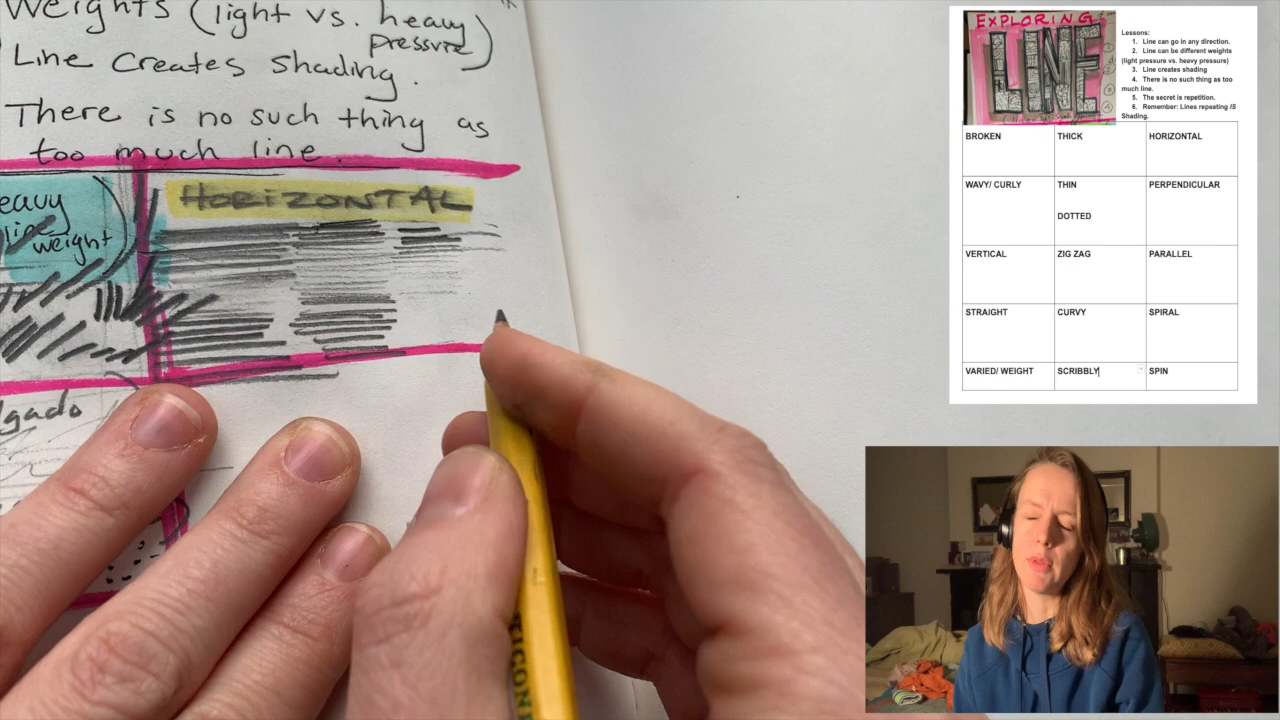 Weights (light vs. heavy
pressure)
Line Creates Shading.
There is no such thing as
too much line.
eavy
line
weight
HORIZONTAL
lgado
EXPLORING
LINE
Lessons:
1. Line can go in any direction.
2. Line can be different weights
(light pressure vs. heavy pressure)
3. Line creates shading
4. There is no such thing as too
much line.
5. The secret is repetition.
6. Remember: Lines repeating IS
Shading.
BROKEN THICK HORIZONTAL
WAVY/ CURLY THIN PERPENDICULAR
DOTTED
VERTICAL ZIG ZAG PARALLEL
STRAIGHT CURVY SPIRAL
VARIED/ WEIGHT SCRIBBLY SPIN